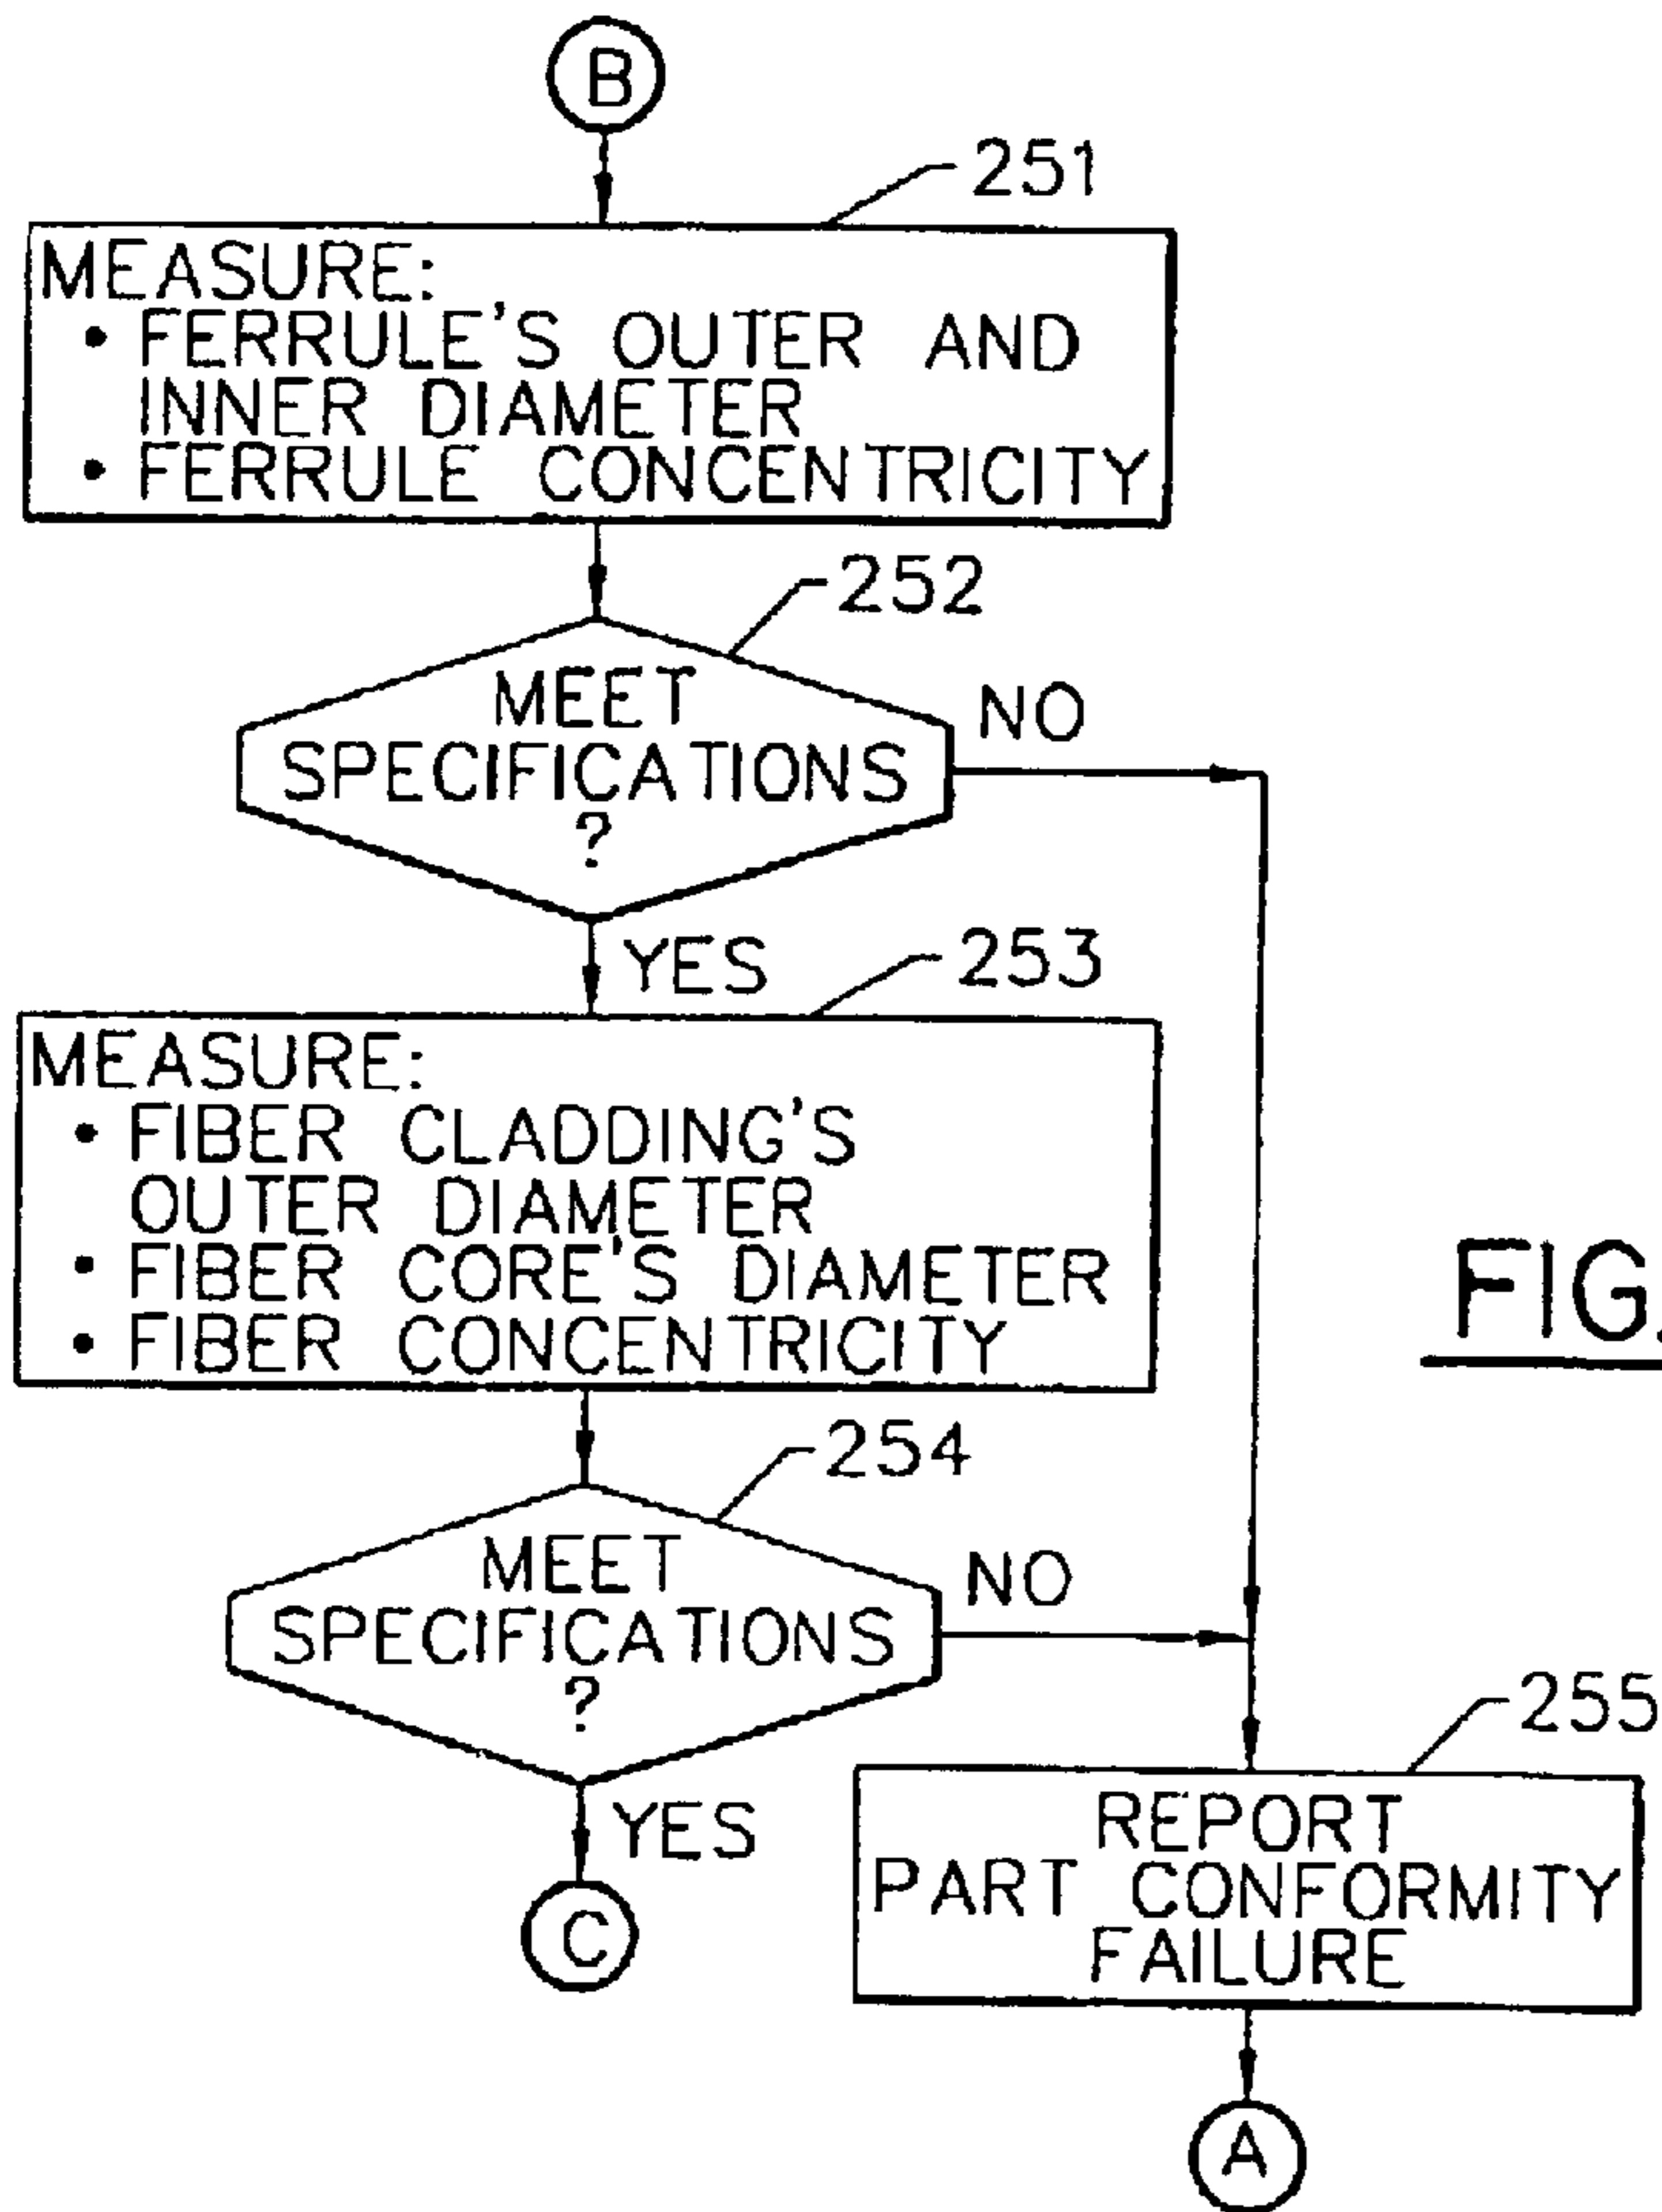 B
251
MEASURE:
• FERRULE'S OUTER AND
INNER DIAMETER
• FERRULE CONCENTRICITY
252
MEET
SPECIFICATIONS
?
NO
YES
253
MEASURE:
• FIBER CLADDING'S
OUTER DIAMETER
• FIBER CORE'S DIAMETER
• FIBER CONCENTRICITY
FIG.
254
MEET
SPECIFICATIONS
?
NO
YES
255
REPORT
PART CONFORMITY
FAILURE
C
A